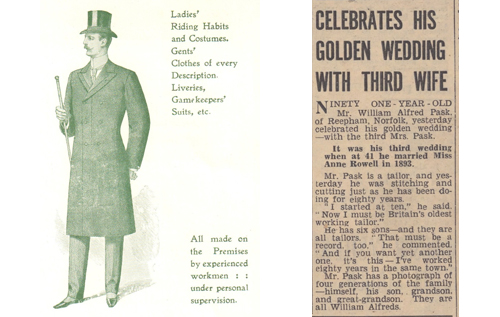 Ladies'
Riding Habits
and Costumes.
Gents'
Clothes of every
Description.
Liveries,
Gamekeepers'
Suits, etc.
All made on
the Premises
by experienced
workmen : :
under personal
supervision.
CELEBRATES HIS
GOLDEN WEDDING
WITH THIRD WIFE
NINETY ONE-YEAR-OLD
Mr. William Alfred Pask,
of Reepham, Norfolk, yesterday
celebrated his golden wedding
—with the third Mrs. Pask.
It was his third wedding
when at 41 he married Miss
Anne Rowell in 1893.
Mr. Pask is a tailor, and yes-
terday he was stitching and
cutting just as he has been do-
ing for eighty years.
"I started at ten," he said.
"Now I must be Britain's oldest
working tailor."
He has six sons—and they are
all tailors. "That must be a
record, too," he commented.
"And if you want yet another
one, it's this—I've worked
eighty years in the same town."
Mr. Pask has a photograph of
four generations of the family
—himself, his son, grandson,
and great-grandson. They are
all William Alfreds.